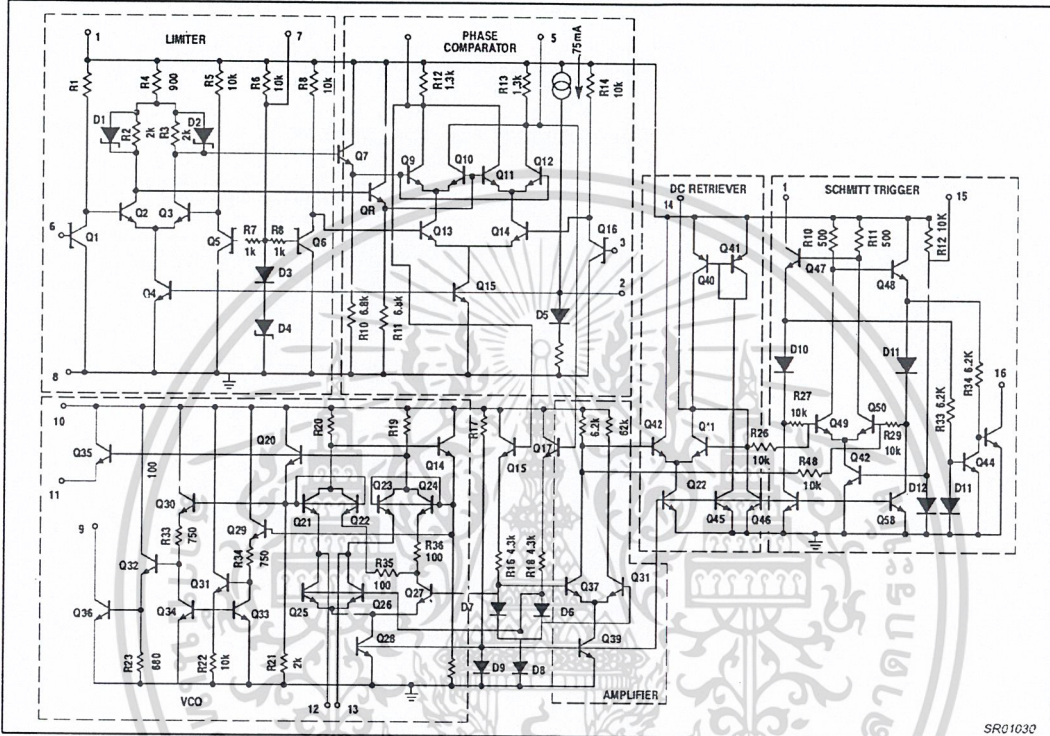 LIMITER
PHASE
COMPARATOR
1
7
5
.75mA
R1
R4
900
R5
10k
R6
10k
R8
10k
R12
1.3k
R13
1.3k
R14
10k
D1
R2
2k
R3
2k
D2
Q7
Q9
Q10
Q11
Q12
QR
6
Q1
Q2
Q3
Q5
R7
1k
R8
1k
Q6
Q13
Q14
Q16
3
D3
Q4
Q15
2
D4
R10
6.8k
R11
6.8k
D5
8
DC RETRIEVER
SCHMITT TRIGGER
14
1
15
Q41
Q40
Q47
R10
500
R11
500
R12
10K
Q48
D10
D11
R34
6.2K
16
R33
6.2K
R27
10k
Q49
Q50
R29
10k
Q42
Q*1
R26
10k
R48
10k
Q42
Q44
D12
D11
Q22
Q45
Q46
Q58
10
Q35
11
100
Q20
R20
R19
Q14
R17
Q15
Q17
6.2k
62k
Q30
Q21
Q22
Q23
Q24
R33
750
Q29
9
Q32
R34
750
R36
100
R35
100
R16
4.3k
R18
4.3k
Q37
Q31
Q31
Q25
Q26
Q27
D7
D6
Q36
Q34
Q33
Q28
Q39
R23
680
R22
10k
R21
2k
D9
D8
VCO
12
13
AMPLIFIER
SR01030